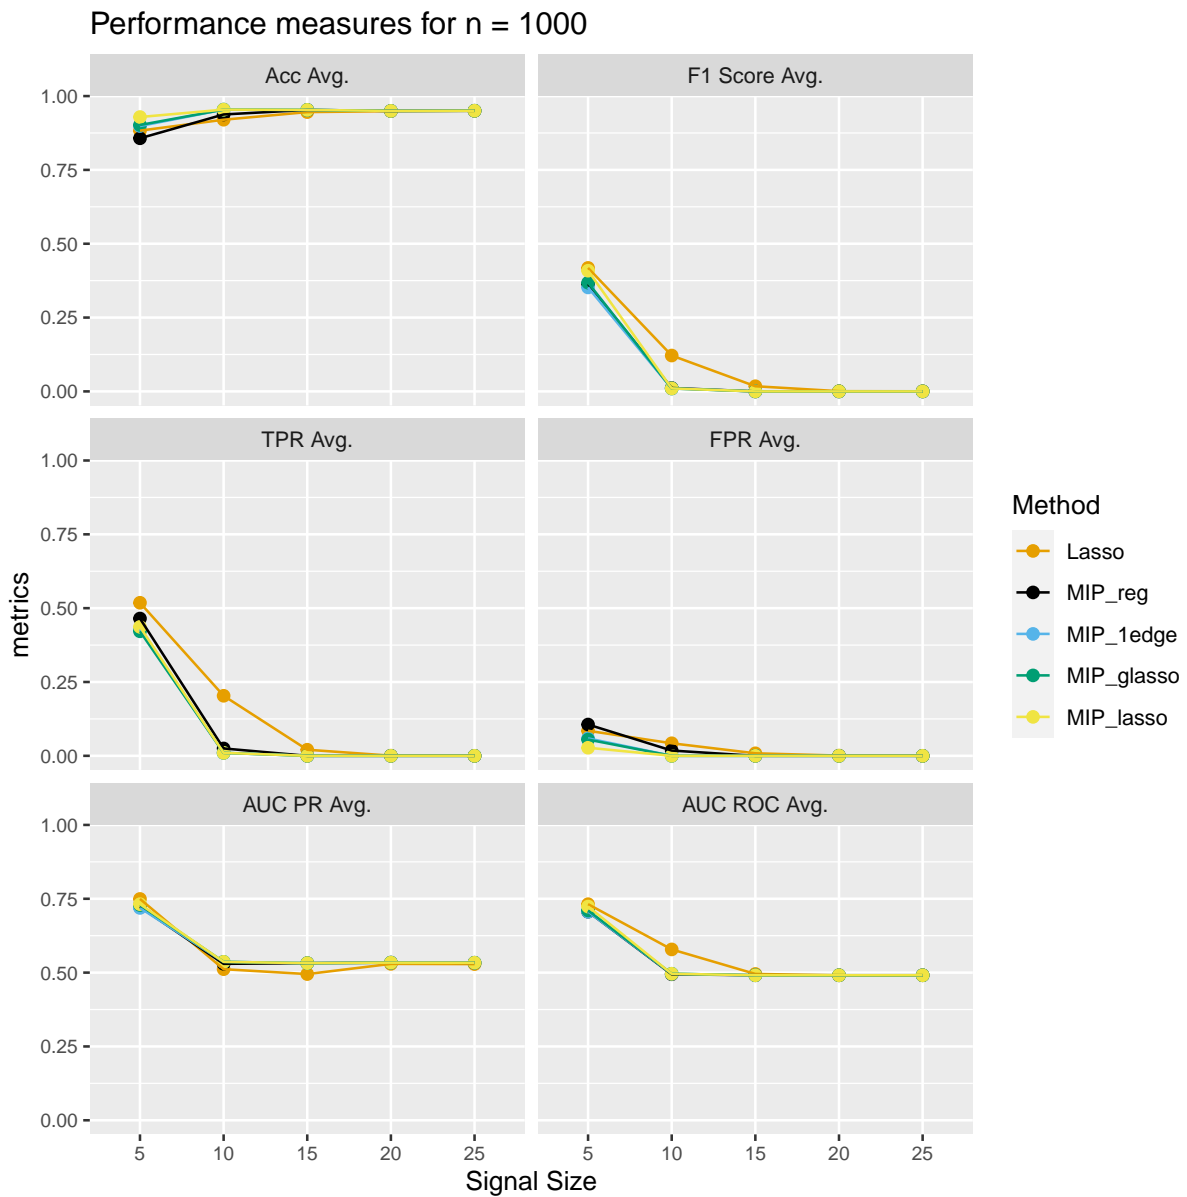 Performance measures for n = 1000
Acc Avg.
F1 Score Avg.
1.00
0.75
0.50
0.25
0.00
TPR Avg.
FPR Avg.
1.00
0.75
0.50
0.25
0.00
metrics
AUC PR Avg.
AUC ROC Avg.
1.00
0.75
0.50
0.25
0.00
5 10 15 20 25
5 10 15 20 25
Signal Size
Method
Lasso
MIP_reg
MIP_1edge
MIP_glasso
MIP_lasso